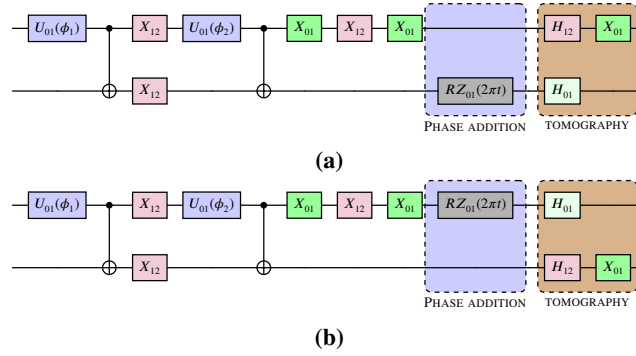 U₀₁(ϕ₁) X₁₂ U₀₁(ϕ₂) X₀₁ X₁₂ X₀₁ H₁₂ X₀₁
X₁₂ RZ₀₁(2πt) H₀₁
PHASE ADDITION TOMOGRAPHY
(a)
U₀₁(ϕ₁) X₁₂ U₀₁(ϕ₂) X₀₁ X₁₂ X₀₁ RZ₀₁(2πt) H₀₁
X₁₂ H₁₂ X₀₁
PHASE ADDITION TOMOGRAPHY
(b)